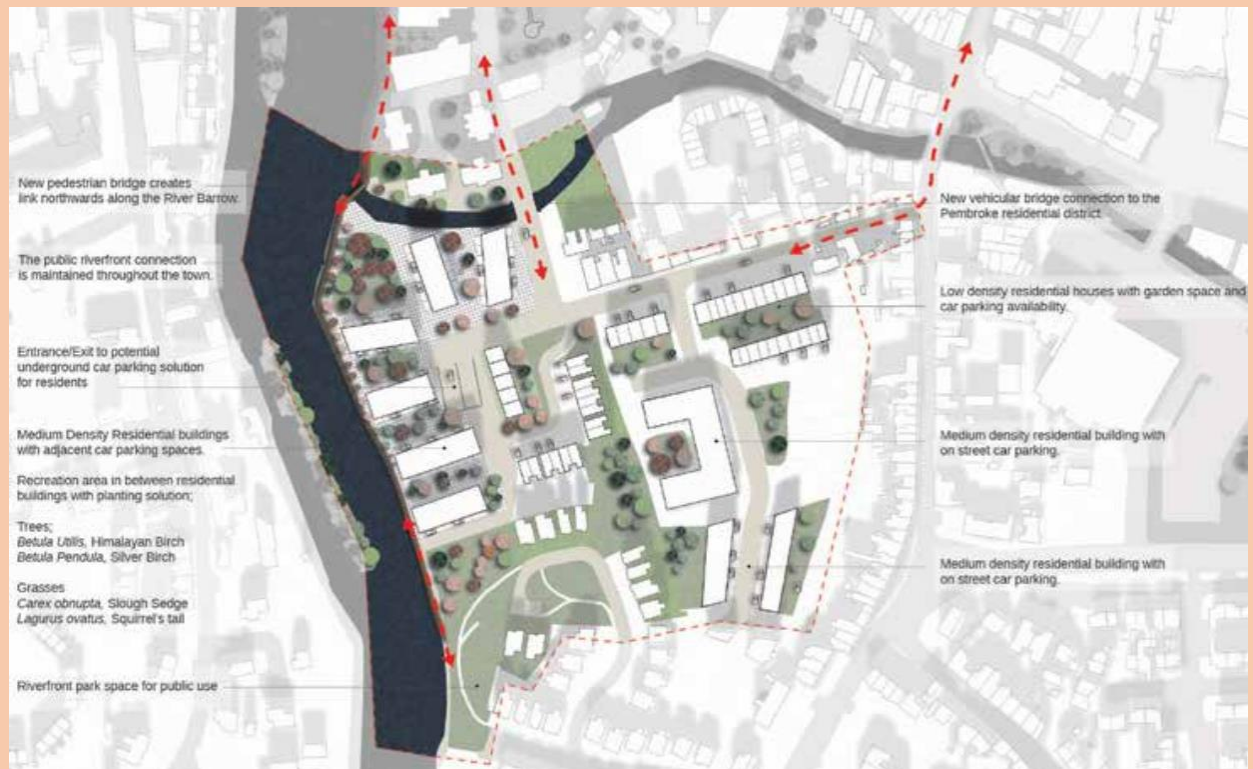 New pedestrian bridge creates
link northwards along the River Barrow.
The public riverfront connection
is maintained throughout the town.
Entrance/Exit to potential
underground car parking solution
for residents
Medium Density Residential buildings
with adjacent car parking spaces.
Recreation area in between residential
buildings with planting solution;
Trees;
Betula Utilis, Himalayan Birch
Betula Pendula, Silver Birch
Grasses
Carex obnupta, Slough Sedge
Lagurus ovatus, Squirrel's tail
Riverfront park space for public use
New vehicular bridge connection to the
Pembroke residential district
Low density residential houses with garden space and
car parking availability.
Medium density residential building with
on street car parking.
Medium density residential building with
on street car parking.